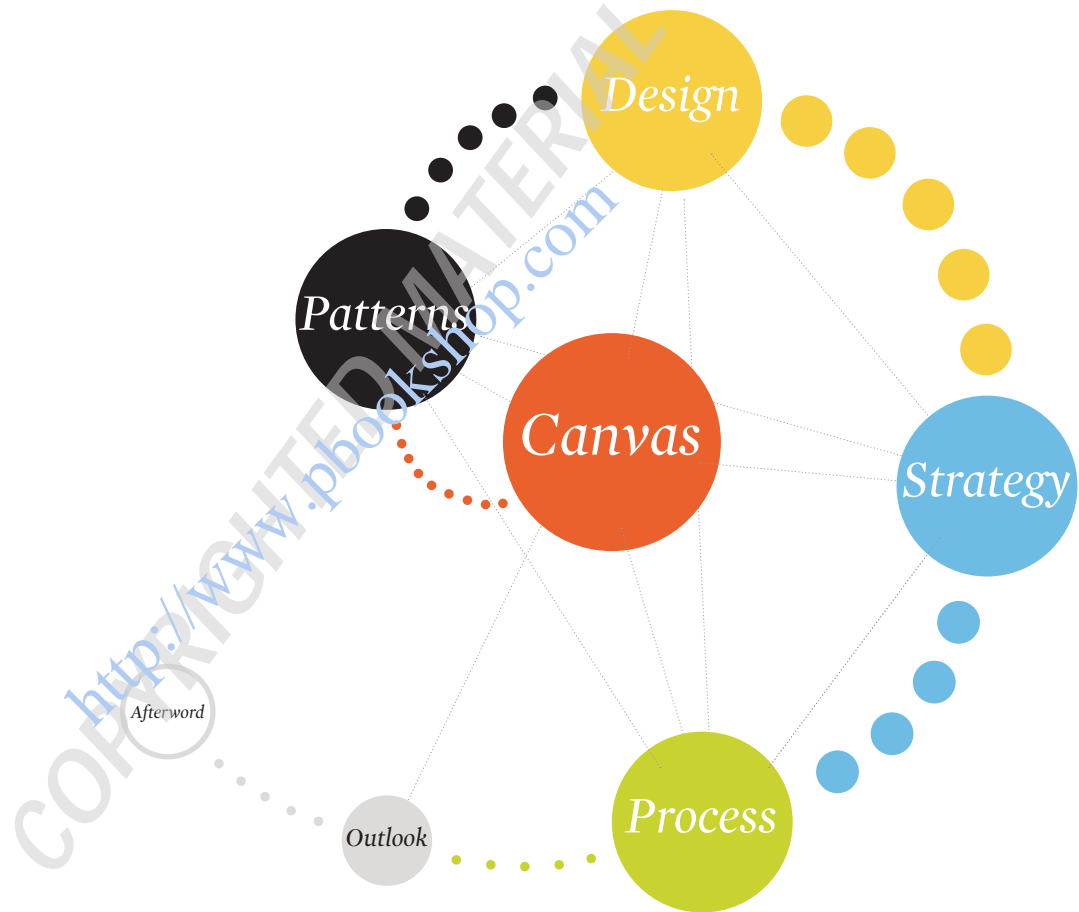 Design
Patterns
Canvas
Strategy
Afterword
Process
Outlook
COPYRIGHTED MATERIAL
http://www.pbookshop.com